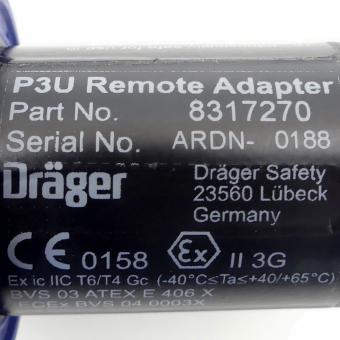 P3U Remote Adapter
Part No. 8317270
Serial No. ARDN- 0188
Dräger Dräger Safety
23560 Lübeck
Germany
CE 0158 Ex II 3G
Ex ic IIC T6/T4 Gc (-40°C≤Ta≤+40/+65°C)
BVS 03 ATEX E 406 X
IECEx BVS 04.0003X